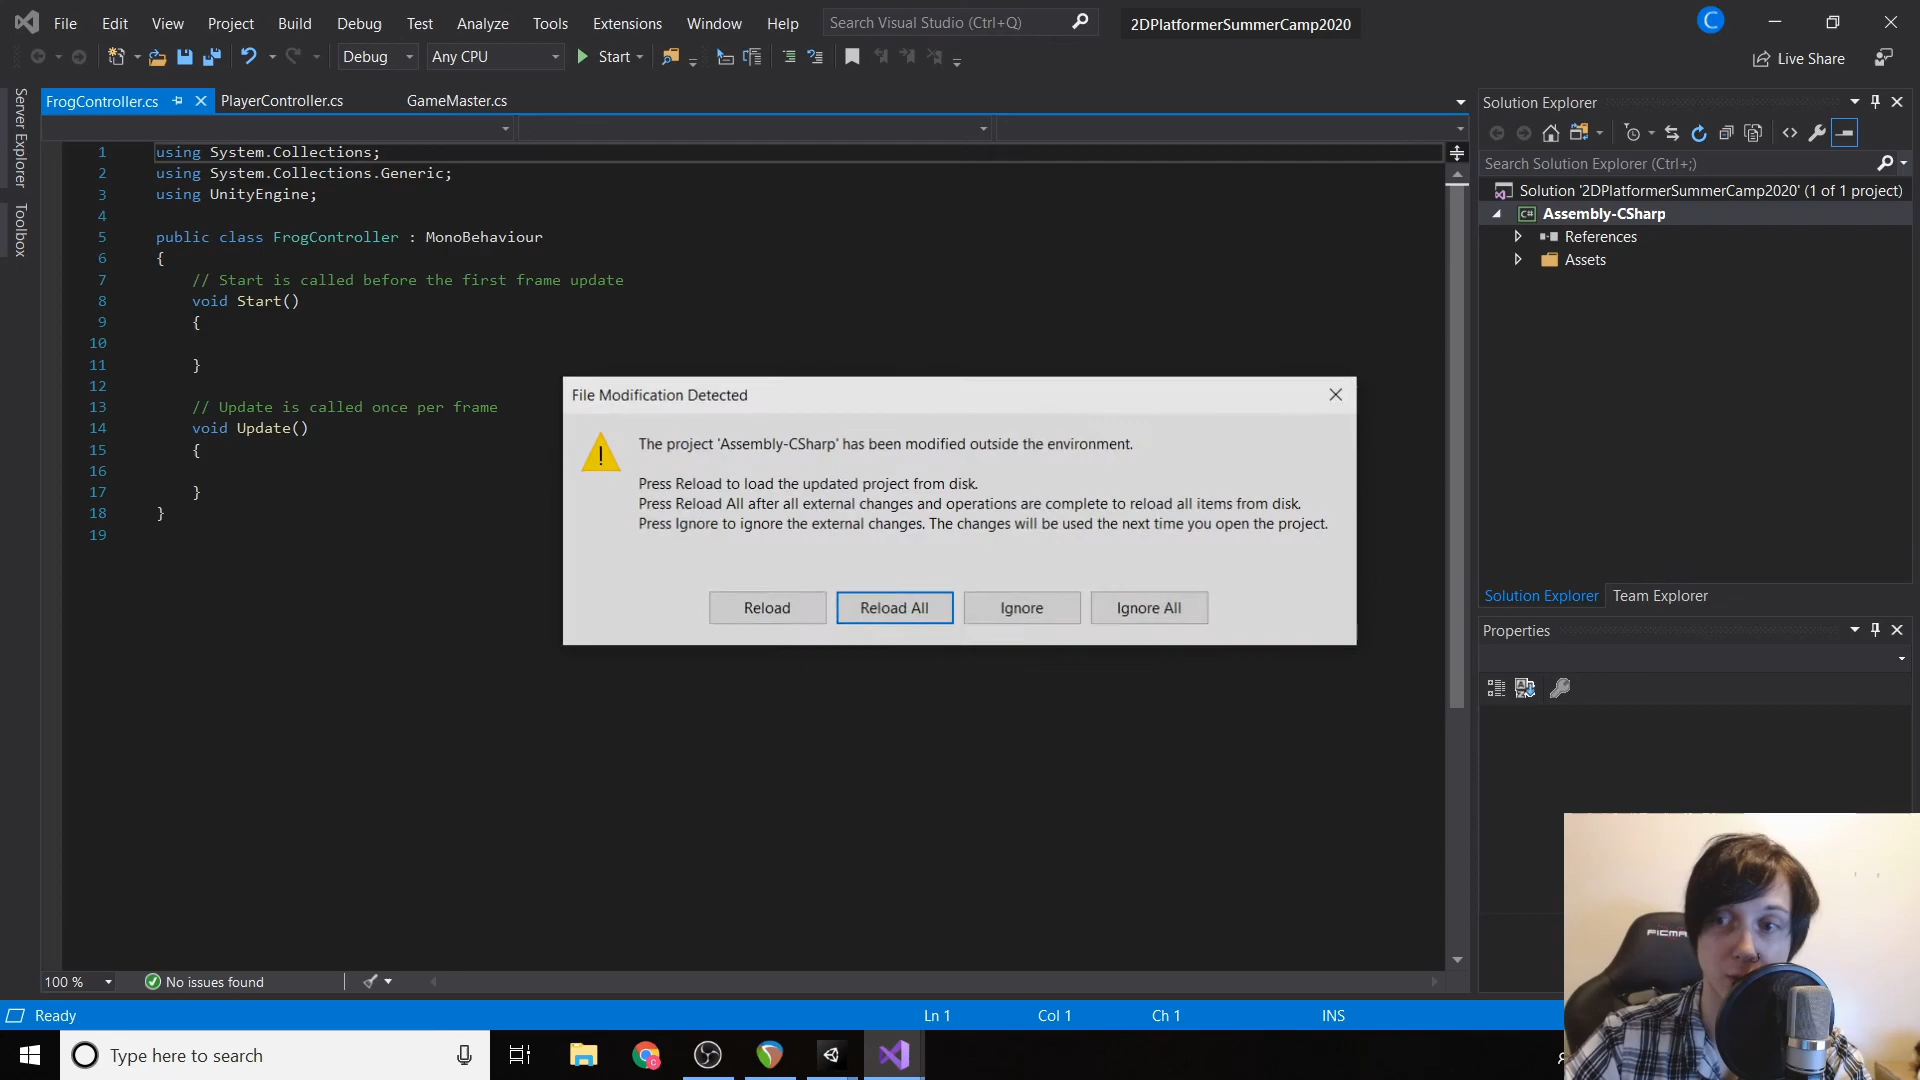 File Edit View Project Build Debug Test Analyze Tools Extensions Window Help Search Visual Studio (Ctrl+Q) 2DPlatformerSummerCamp2020 C
Debug Any CPU Start Live Share
Server Explorer
Toolbox
FrogController.cs PlayerController.cs GameMaster.cs
1 using System.Collections;
2 using System.Collections.Generic;
3 using UnityEngine;
4
5 public class FrogController : MonoBehaviour
6 {
7 // Start is called before the first frame update
8 void Start()
9 {
10
11 }
12
13 // Update is called once per frame
14 void Update()
15 {
16
17 }
18 }
19
File Modification Detected
The project 'Assembly-CSharp' has been modified outside the environment.
Press Reload to load the updated project from disk.
Press Reload All after all external changes and operations are complete to reload all items from disk.
Press Ignore to ignore the external changes. The changes will be used the next time you open the project.
Reload Reload All Ignore Ignore All
Solution Explorer
Search Solution Explorer (Ctrl+;)
Solution '2DPlatformerSummerCamp2020' (1 of 1 project)
C# Assembly-CSharp
References
Assets
Solution Explorer Team Explorer
Properties
100 % No issues found
Ready Ln 1 Col 1 Ch 1 INS
Type here to search